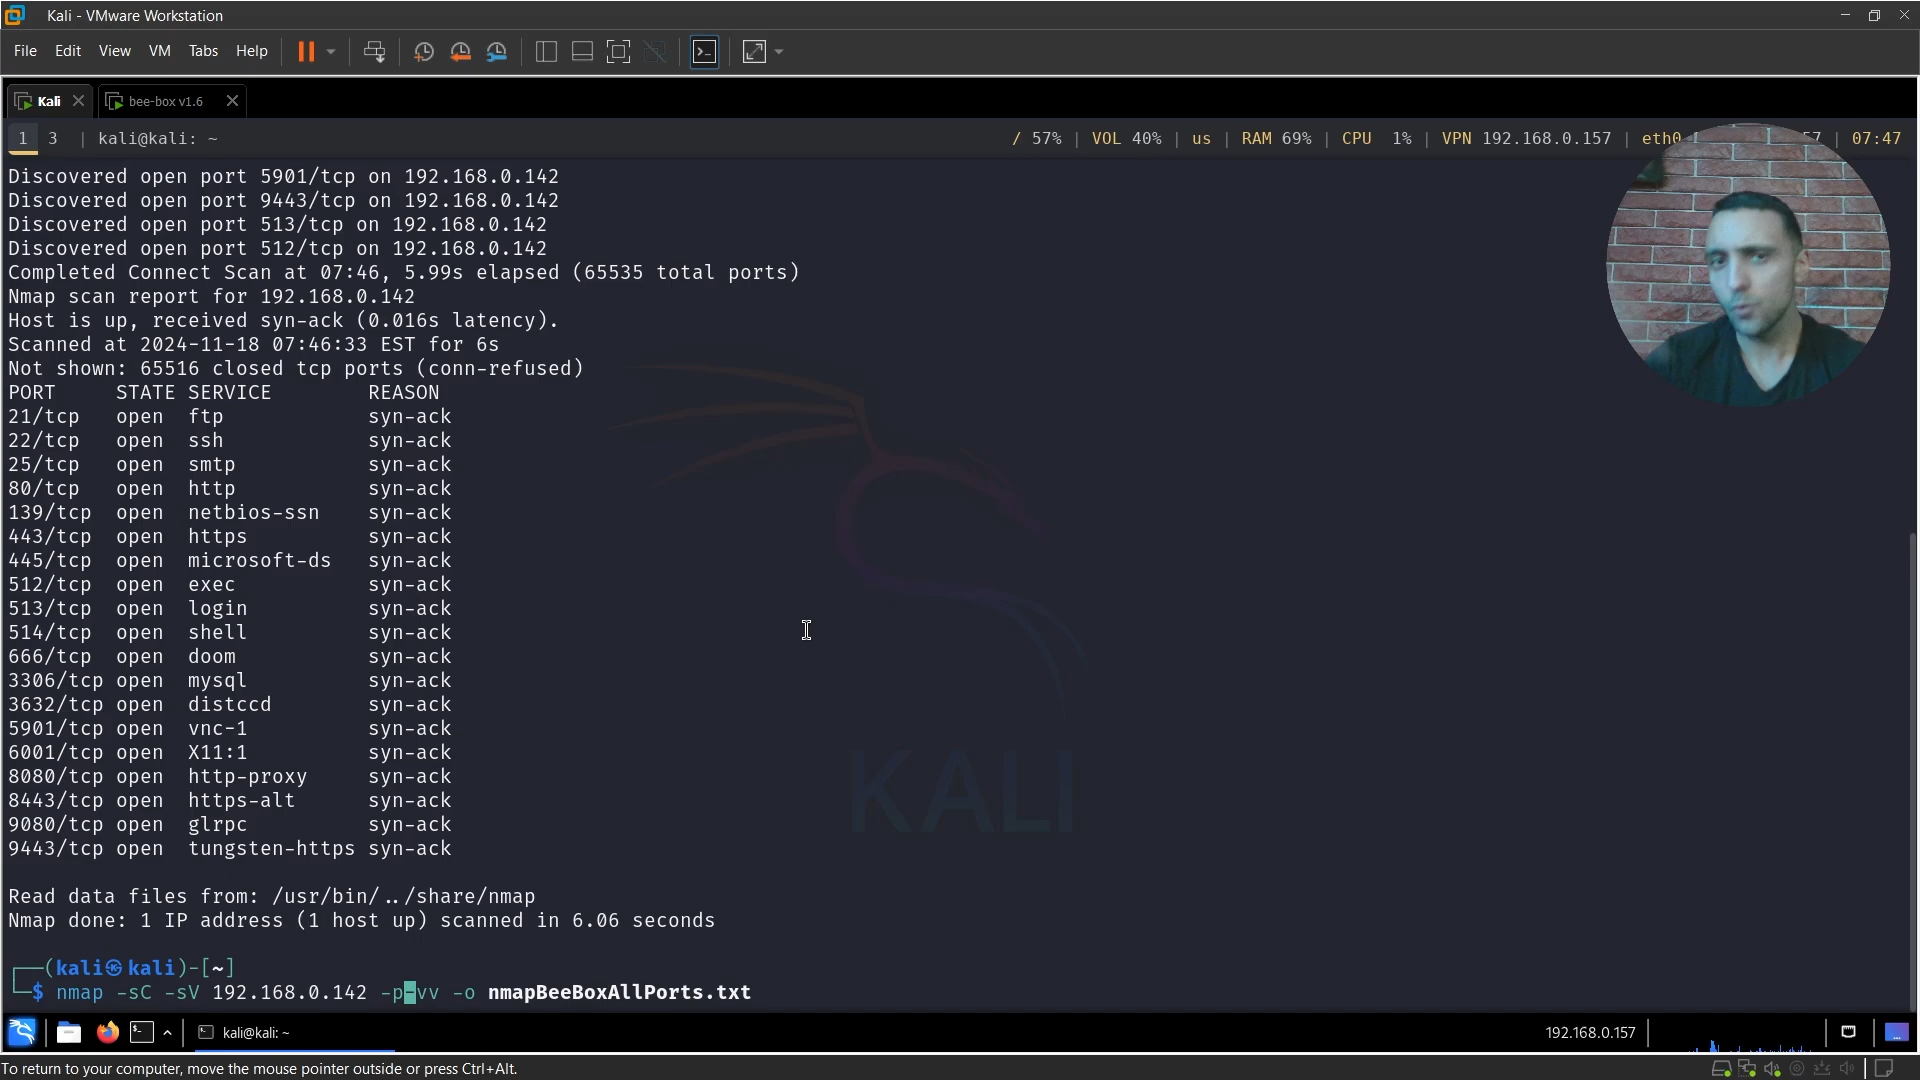 Kali - VMware Workstation
File Edit View VM Tabs Help
Kali bee-box v1.6
1 3 | kali@kali: ~ / 57% | VOL 40% | us | RAM 69% | CPU 1% | VPN 192.168.0.157 | eth0 57 | 07:47
Discovered open port 5901/tcp on 192.168.0.142
Discovered open port 9443/tcp on 192.168.0.142
Discovered open port 513/tcp on 192.168.0.142
Discovered open port 512/tcp on 192.168.0.142
Completed Connect Scan at 07:46, 5.99s elapsed (65535 total ports)
Nmap scan report for 192.168.0.142
Host is up, received syn-ack (0.016s latency).
Scanned at 2024-11-18 07:46:33 EST for 6s
Not shown: 65516 closed tcp ports (conn-refused)
PORT STATE SERVICE REASON
21/tcp open ftp syn-ack
22/tcp open ssh syn-ack
25/tcp open smtp syn-ack
80/tcp open http syn-ack
139/tcp open netbios-ssn syn-ack
443/tcp open https syn-ack
445/tcp open microsoft-ds syn-ack
512/tcp open exec syn-ack
513/tcp open login syn-ack
514/tcp open shell syn-ack
666/tcp open doom syn-ack
3306/tcp open mysql syn-ack
3632/tcp open distccd syn-ack
5901/tcp open vnc-1 syn-ack
6001/tcp open X11:1 syn-ack
8080/tcp open http-proxy syn-ack
8443/tcp open https-alt syn-ack
9080/tcp open glrpc syn-ack
9443/tcp open tungsten-https syn-ack
KALI
Read data files from: /usr/bin/../share/nmap
Nmap done: 1 IP address (1 host up) scanned in 6.06 seconds
(kali㉿kali)-[~]
$ nmap -sC -sV 192.168.0.142 -p-vv -o nmapBeeBoxAllPorts.txt
kali@kali: ~ 192.168.0.157
To return to your computer, move the mouse pointer outside or press Ctrl+Alt.